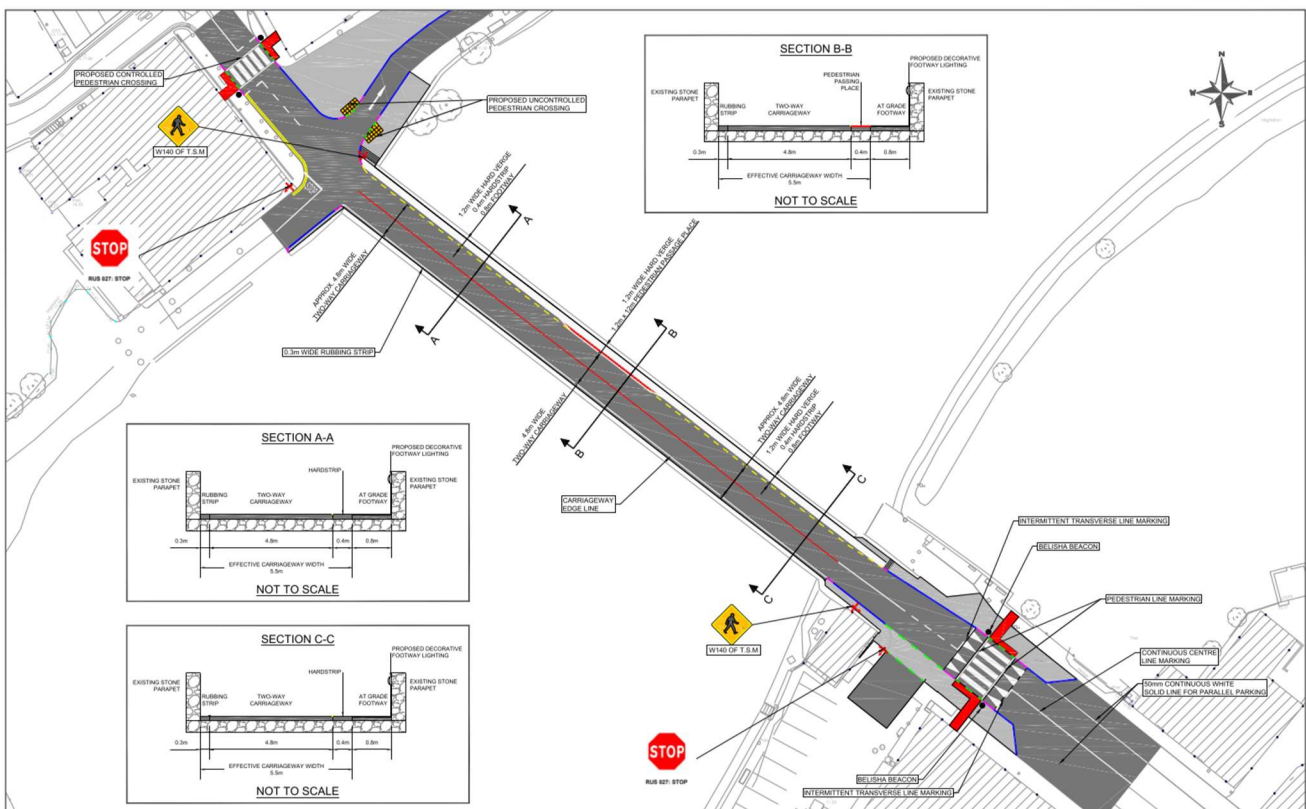 PROPOSED CONTROLLED
PEDESTRIAN CROSSING
W140 OF T.S.M
STOP
RUS 027: STOP
PROPOSED UNCONTROLLED
PEDESTRIAN CROSSING
1.2m WIDE HARD VERGE
0.4m HARDSTRIP
0.8m FOOTWAY
A
APPROX. 4.8m WIDE
TWO-WAY CARRIAGEWAY
A
0.3m WIDE RUBBING STRIP
SECTION B-B
PROPOSED DECORATIVE
FOOTWAY LIGHTING
PEDESTRIAN
PASSING
PLACE
EXISTING STONE
PARAPET
RUBBING
STRIP
TWO-WAY
CARRIAGEWAY
AT GRADE
FOOTWAY
EXISTING STONE
PARAPET
0.3m
4.8m
0.4m
0.8m
EFFECTIVE CARRIAGEWAY WIDTH
5.5m
NOT TO SCALE
N
W
E
S
1.2m WIDE HARD VERGE
1.2m x 12m PEDESTRIAN PASSAGE PLACE
B
4.8m WIDE
TWO-WAY CARRIAGEWAY
B
APPROX. 4.8m WIDE
TWO-WAY CARRIAGEWAY
1.2m WIDE HARD VERGE
0.4m HARDSTRIP
0.8m FOOTWAY
C
CARRIAGEWAY
EDGE LINE
C
SECTION A-A
PROPOSED DECORATIVE
FOOTWAY LIGHTING
HARDSTRIP
EXISTING STONE
PARAPET
RUBBING
STRIP
TWO-WAY
CARRIAGEWAY
AT GRADE
FOOTWAY
EXISTING STONE
PARAPET
0.3m
4.8m
0.4m
0.8m
EFFECTIVE CARRIAGEWAY WIDTH
5.5m
NOT TO SCALE
SECTION C-C
PROPOSED DECORATIVE
FOOTWAY LIGHTING
HARDSTRIP
EXISTING STONE
PARAPET
RUBBING
STRIP
TWO-WAY
CARRIAGEWAY
AT GRADE
FOOTWAY
EXISTING STONE
PARAPET
0.3m
4.8m
0.4m
0.8m
EFFECTIVE CARRIAGEWAY WIDTH
5.5m
NOT TO SCALE
INTERMITTENT TRANSVERSE LINE MARKING
BELISHA BEACON
PEDESTRIAN LINE MARKING
CONTINUOUS CENTRE
LINE MARKING
50mm CONTINUOUS WHITE
SOLID LINE FOR PARALLEL PARKING
W140 OF T.S.M
STOP
RUS 027: STOP
BELISHA BEACON
INTERMITTENT TRANSVERSE LINE MARKING